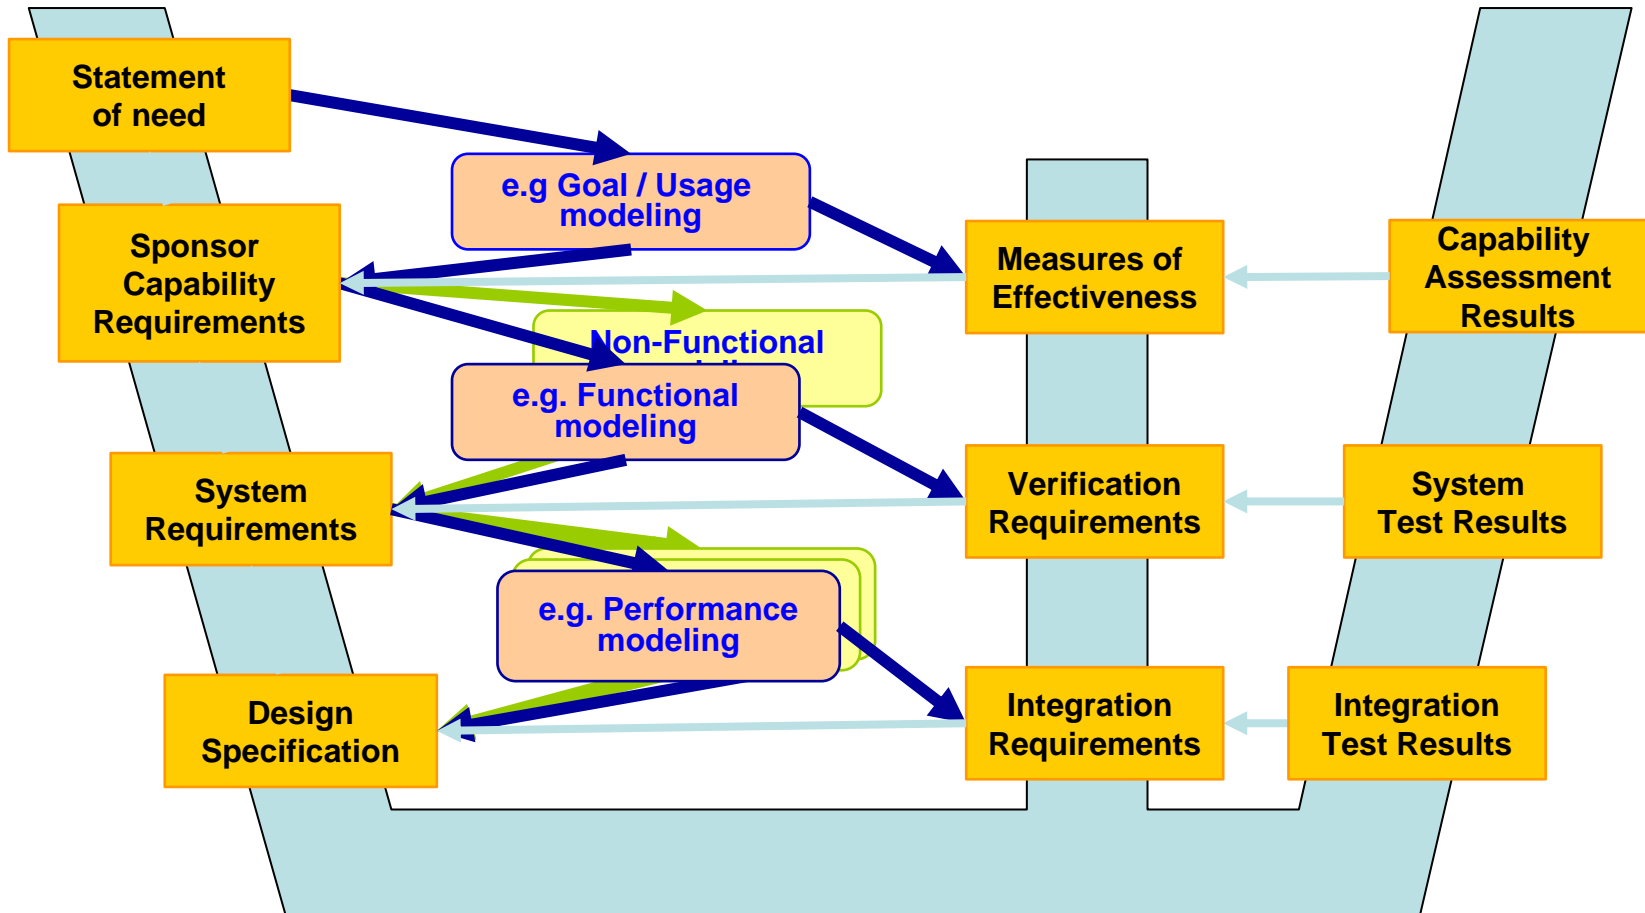 Statement
of need
e.g Goal / Usage
modeling
Sponsor
Capability
Requirements
Measures of
Effectiveness
Capability
Assessment
Results
Non-Functional
e.g. Functional
modeling
System
Requirements
Verification
Requirements
System
Test Results
e.g. Performance
modeling
Design
Specification
Integration
Requirements
Integration
Test Results